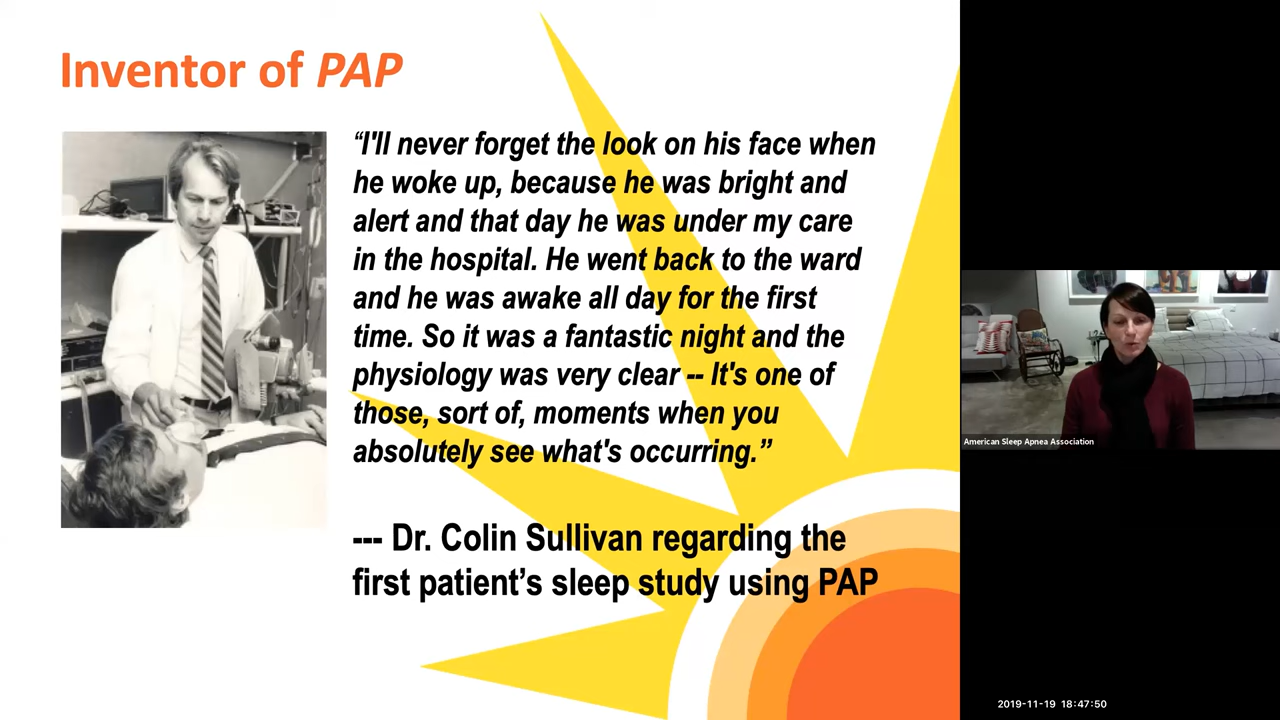 Inventor of PAP
“I'll never forget the look on his face when
he woke up, because he was bright and
alert and that day he was under my care
in the hospital. He went back to the ward
and he was awake all day for the first
time. So it was a fantastic night and the
physiology was very clear -- It's one of
those, sort of, moments when you
absolutely see what's occurring.”
--- Dr. Colin Sullivan regarding the
first patient’s sleep study using PAP
American Sleep Apnea Association
2019-11-19 18:47:50